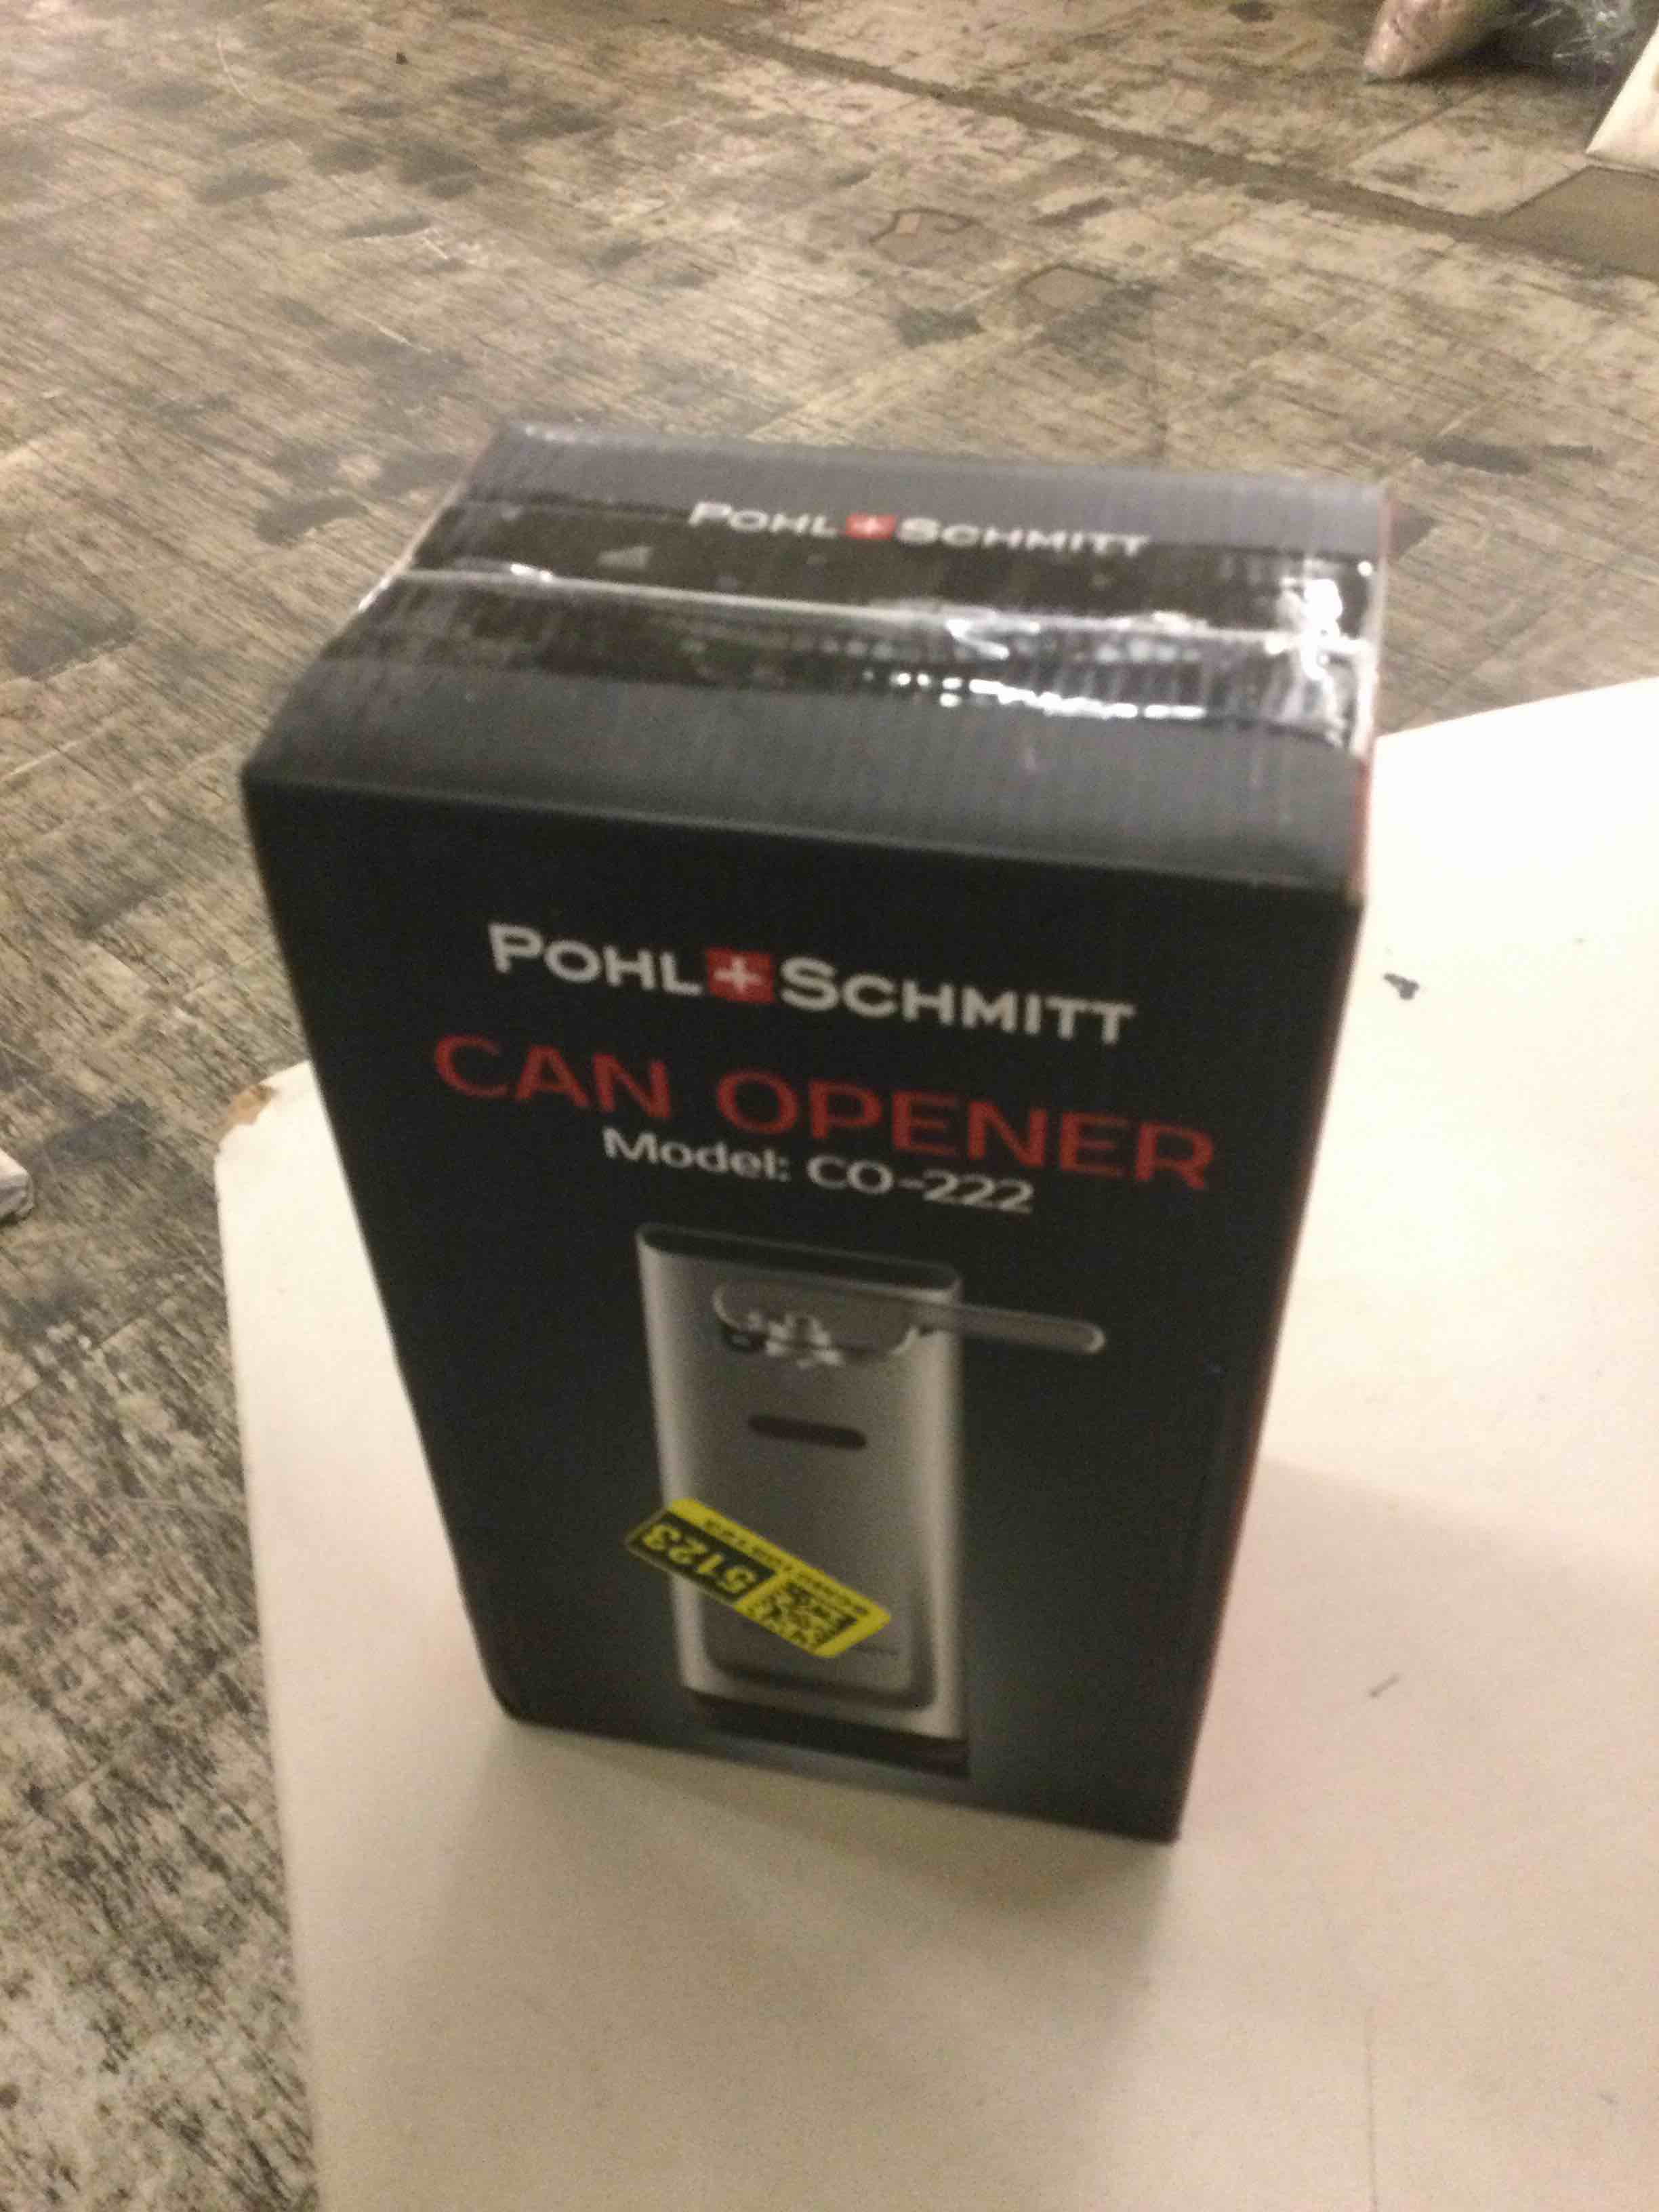 POHL+SCHMITT
POHL+SCHMITT
CAN OPENER
Model: CO-222
5123